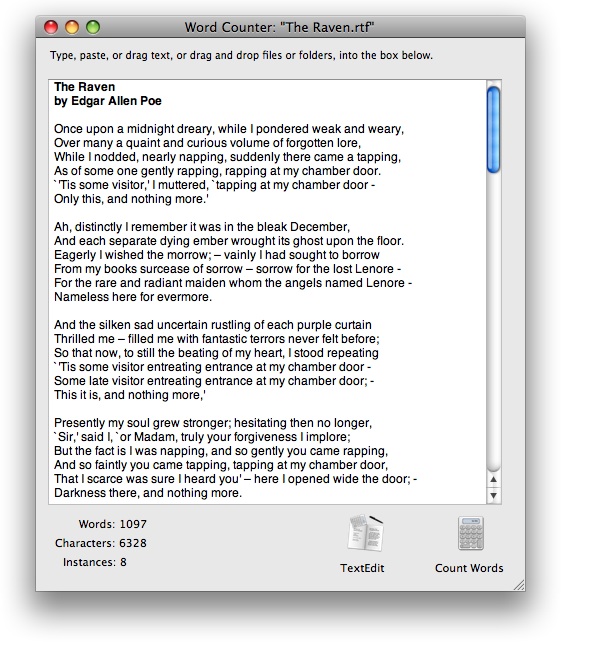 Word Counter: "The Raven.rtf"
Type, paste, or drag text, or drag and drop files or folders, into the box below.
The Raven
by Edgar Allen Poe
Once upon a midnight dreary, while I pondered weak and weary,
Over many a quaint and curious volume of forgotten lore,
While I nodded, nearly napping, suddenly there came a tapping,
As of some one gently rapping, rapping at my chamber door.
`'Tis some visitor,' I muttered, `tapping at my chamber door -
Only this, and nothing more.'
Ah, distinctly I remember it was in the bleak December,
And each separate dying ember wrought its ghost upon the floor.
Eagerly I wished the morrow; – vainly I had sought to borrow
From my books surcease of sorrow – sorrow for the lost Lenore -
For the rare and radiant maiden whom the angels named Lenore -
Nameless here for evermore.
And the silken sad uncertain rustling of each purple curtain
Thrilled me – filled me with fantastic terrors never felt before;
So that now, to still the beating of my heart, I stood repeating
`'Tis some visitor entreating entrance at my chamber door -
Some late visitor entreating entrance at my chamber door; -
This it is, and nothing more,'
Presently my soul grew stronger; hesitating then no longer,
`Sir,' said I, `or Madam, truly your forgiveness I implore;
But the fact is I was napping, and so gently you came rapping,
And so faintly you came tapping, tapping at my chamber door,
That I scarce was sure I heard you' – here I opened wide the door; -
Darkness there, and nothing more.
Words: 1097
Characters: 6328
Instances: 8
TextEdit
Count Words